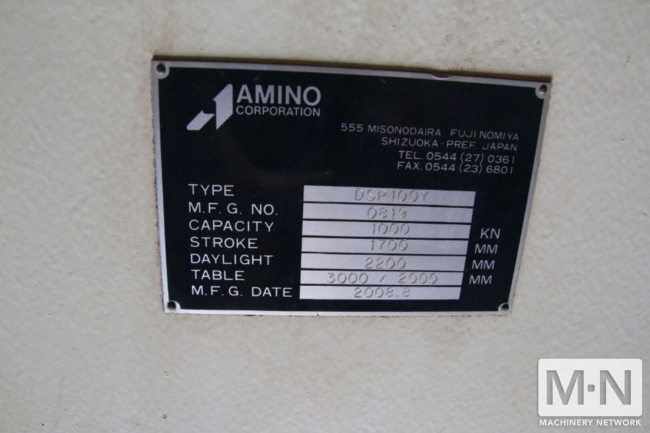 AMINO
CORPORATION
555 MISONODAIRA FUJINOMIYA
SHIZUOKA-PREF. JAPAN
TEL. 0544 (27) 0361
FAX. 0544 (23) 6801
TYPE DSP100Y
M.F.G. NO. 0819
CAPACITY 1000 KN
STROKE 1700 MM
DAYLIGHT 2200 MM
TABLE 3000 / 2000 MM
M.F.G. DATE 2008.8
M·N
MACHINERY NETWORK